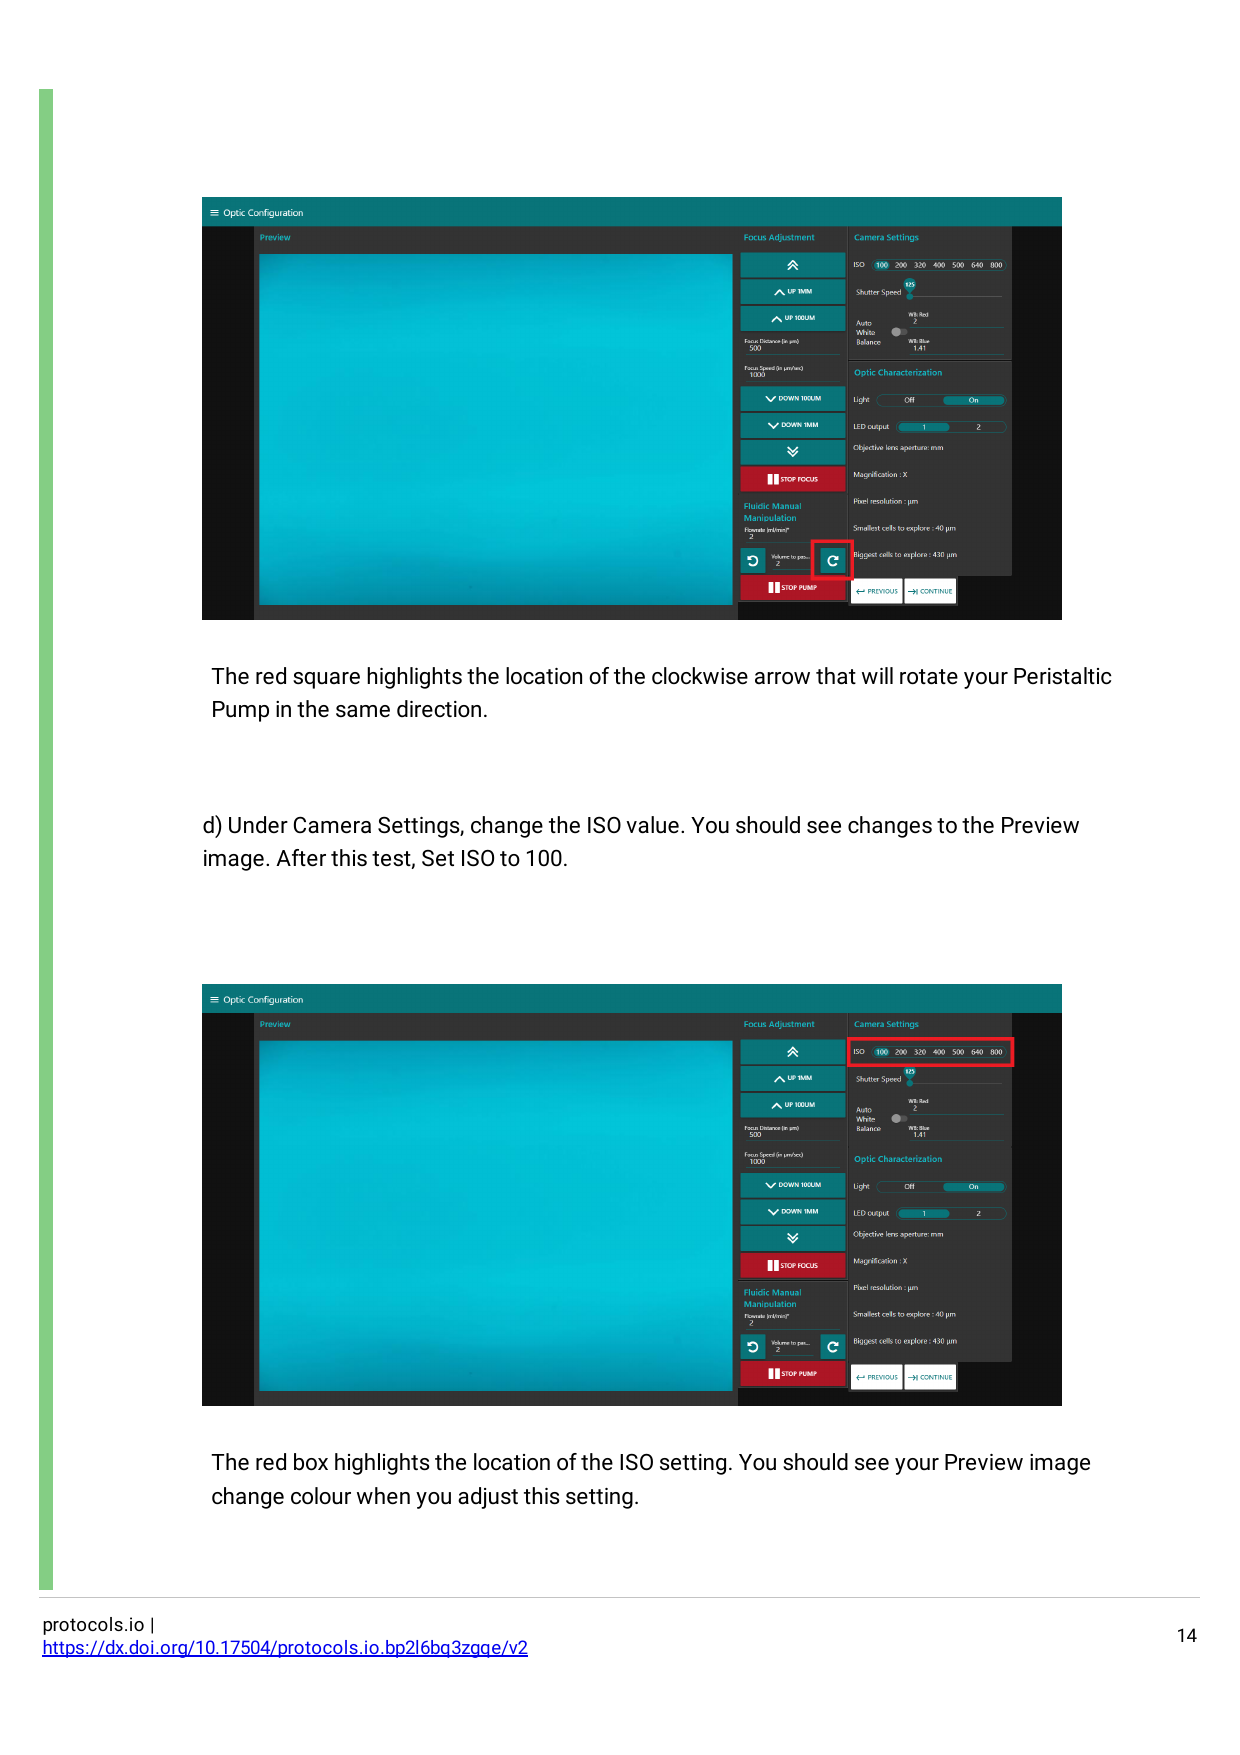 Optic Configuration
Preview
Focus Adjustment
UP 1MM
UP 100UM
Focus Distance (in µm)
500
Focus Speed (in µm/sec)
1000
DOWN 100UM
DOWN 1MM
STOP FOCUS
Fluidic Manual
Manipulation
Flowrate (ml/min)*
2
Volume to pas...
2
STOP PUMP
Camera Settings
ISO 100 200 320 400 500 640 800
125
Shutter Speed
Auto
White
Balance
WB: Red
2
WB: Blue
1.41
Optic Characterization
Light Off On
LED output 1 2
Objective lens aperture: mm
Magnification : X
Pixel resolution : µm
Smallest cells to explore : 40 µm
Biggest cells to explore : 430 µm
PREVIOUS CONTINUE
The red square highlights the location of the clockwise arrow that will rotate your Peristaltic
Pump in the same direction.
d) Under Camera Settings, change the ISO value. You should see changes to the Preview
image. After this test, Set ISO to 100.
Optic Configuration
Preview
Focus Adjustment
UP 1MM
UP 100UM
Focus Distance (in µm)
500
Focus Speed (in µm/sec)
1000
DOWN 100UM
DOWN 1MM
STOP FOCUS
Fluidic Manual
Manipulation
Flowrate (ml/min)*
2
Volume to pas...
2
STOP PUMP
Camera Settings
ISO 100 200 320 400 500 640 800
125
Shutter Speed
Auto
White
Balance
WB: Red
2
WB: Blue
1.41
Optic Characterization
Light Off On
LED output 1 2
Objective lens aperture: mm
Magnification : X
Pixel resolution : µm
Smallest cells to explore : 40 µm
Biggest cells to explore : 430 µm
PREVIOUS CONTINUE
The red box highlights the location of the ISO setting. You should see your Preview image
change colour when you adjust this setting.
protocols.io |
https://dx.doi.org/10.17504/protocols.io.bp2l6bq3zgqe/v2
14